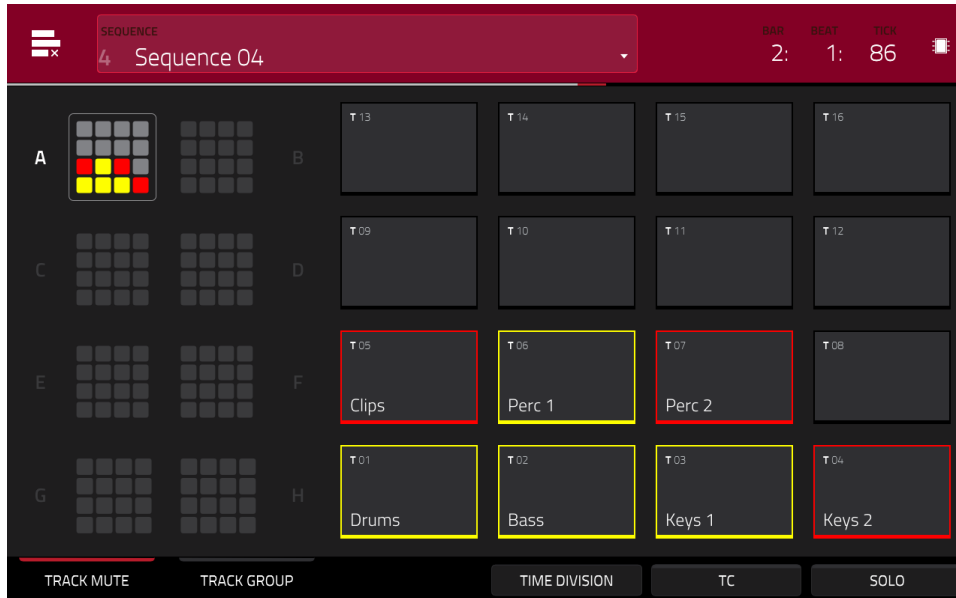 SEQUENCE
4 Sequence 04
BAR BEAT TICK
2: 1: 86
A
B
C
D
E
F
G
H
T 13
T 14
T 15
T 16
T 09
T 10
T 11
T 12
T 05
Clips
T 06
Perc 1
T 07
Perc 2
T 08
T 01
Drums
T 02
Bass
T 03
Keys 1
T 04
Keys 2
TRACK MUTE
TRACK GROUP
TIME DIVISION
TC
SOLO